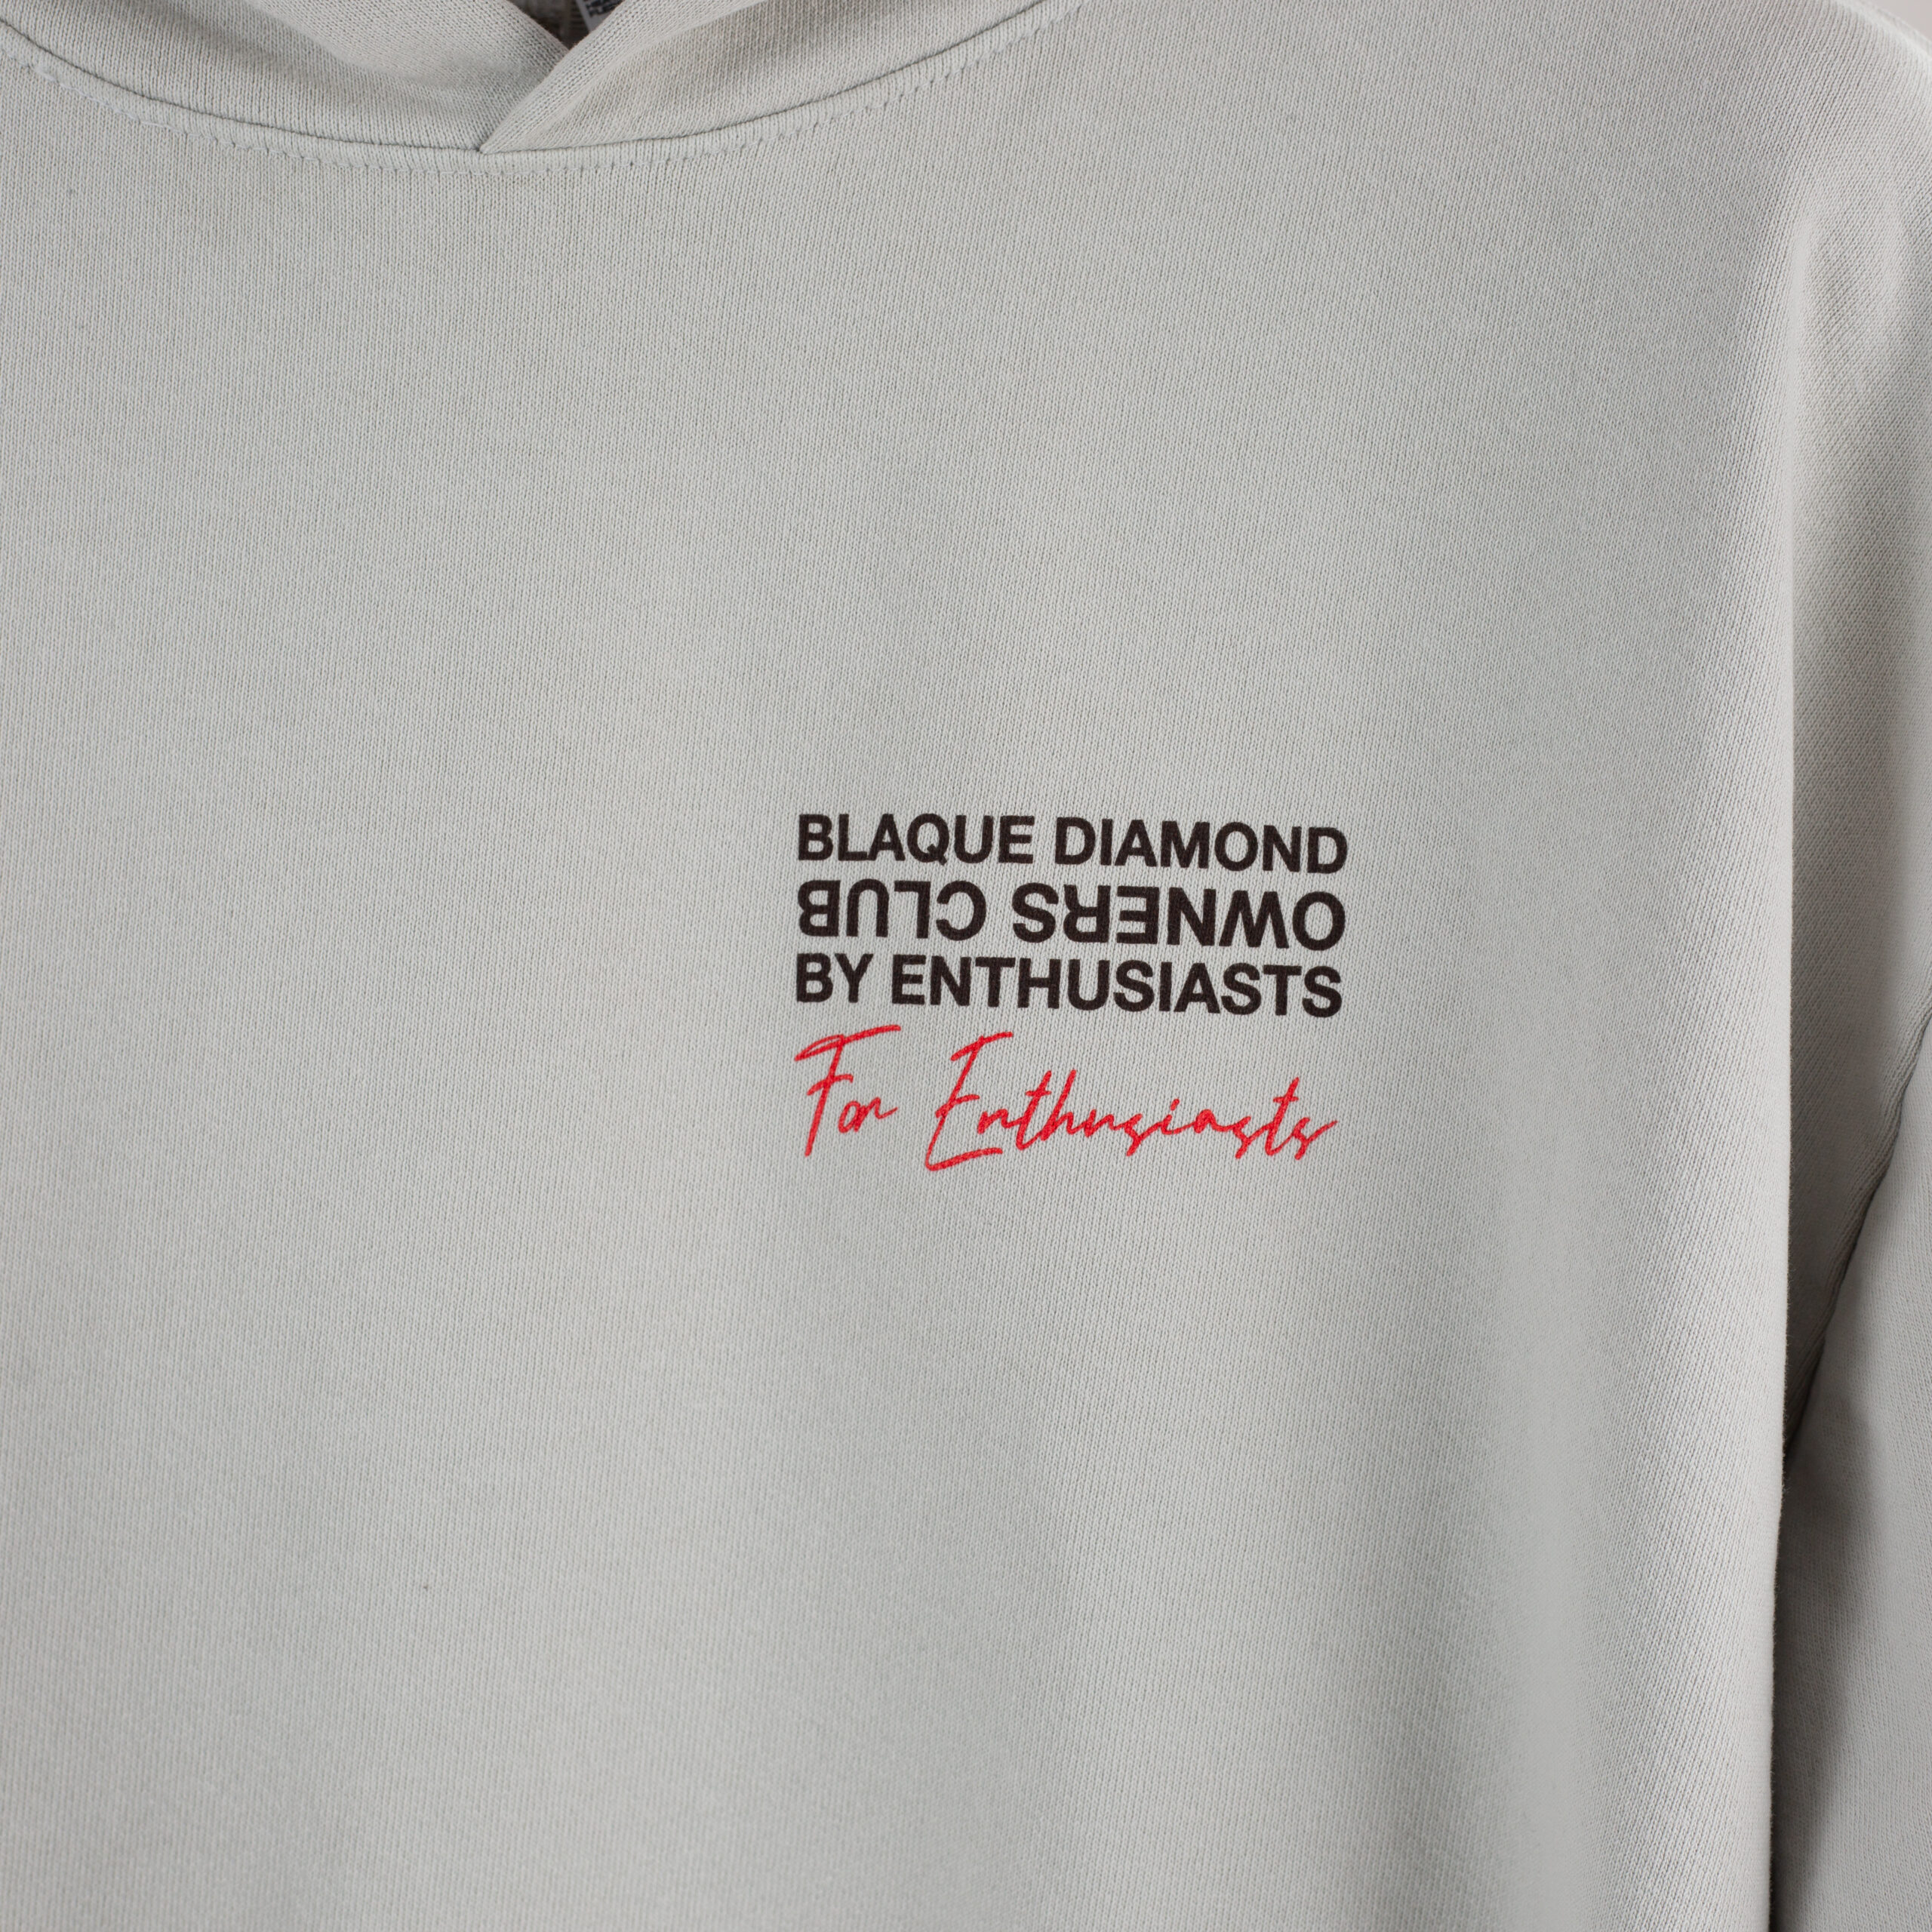 BLAQUE DIAMOND
OWNERS CLUB
BY ENTHUSIASTS
For Enthusiasts